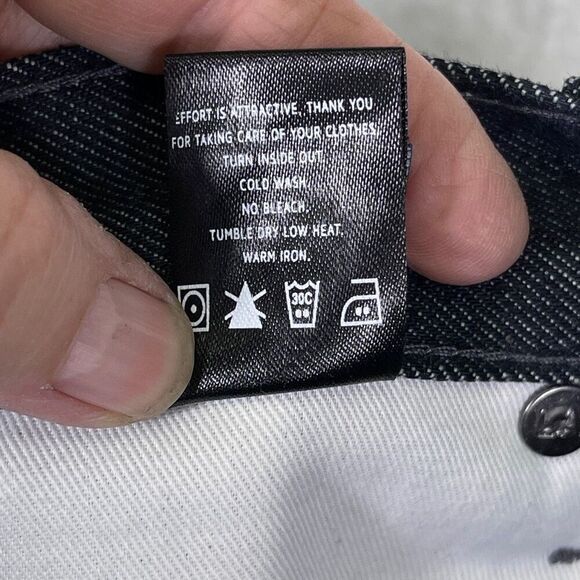 EFFORT IS ATTRACTIVE. THANK YOU
FOR TAKING CARE OF YOUR CLOTHES.
TURN INSIDE OUT.
COLD WASH.
NO BLEACH.
TUMBLE DRY LOW HEAT.
WARM IRON.
30C